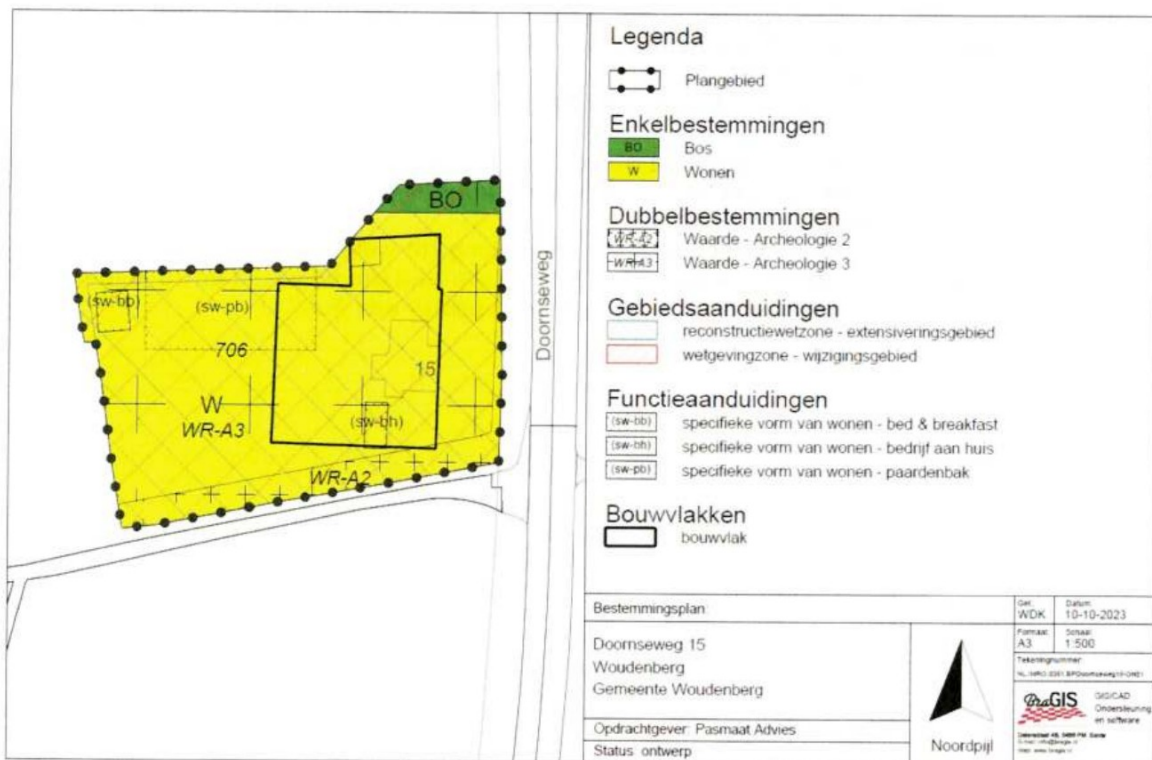 BO
(sw-bb)
(sw-pb)
706
15
W
WR-A3
(sw-bh)
WR-A2
Doornseweg
Legenda
Plangebied
Enkelbestemmingen
BO Bos
W Wonen
Dubbelbestemmingen
WR-A2 Waarde - Archeologie 2
WR-A3 Waarde - Archeologie 3
Gebiedsaanduidingen
reconstructiewetzone - extensiveringsgebied
wetgevingzone - wijzigingsgebied
Functieaanduidingen
(sw-bb) specifieke vorm van wonen - bed & breakfast
(sw-bh) specifieke vorm van wonen - bedrijf aan huis
(sw-pb) specifieke vorm van wonen - paardenbak
Bouwvlakken
bouwvlak
Bestemmingsplan
Doornseweg 15
Woudenberg
Gemeente Woudenberg
Opdrachtgever: Pasmaat Advies
Status ontwerp
Noordpijl
Get.
WDK
Datum
10-10-2023
Formaat
A3
Schaal
1:500
Tekeningnummer
BraGIS
GIS/CAD
Ondersteuning
en software